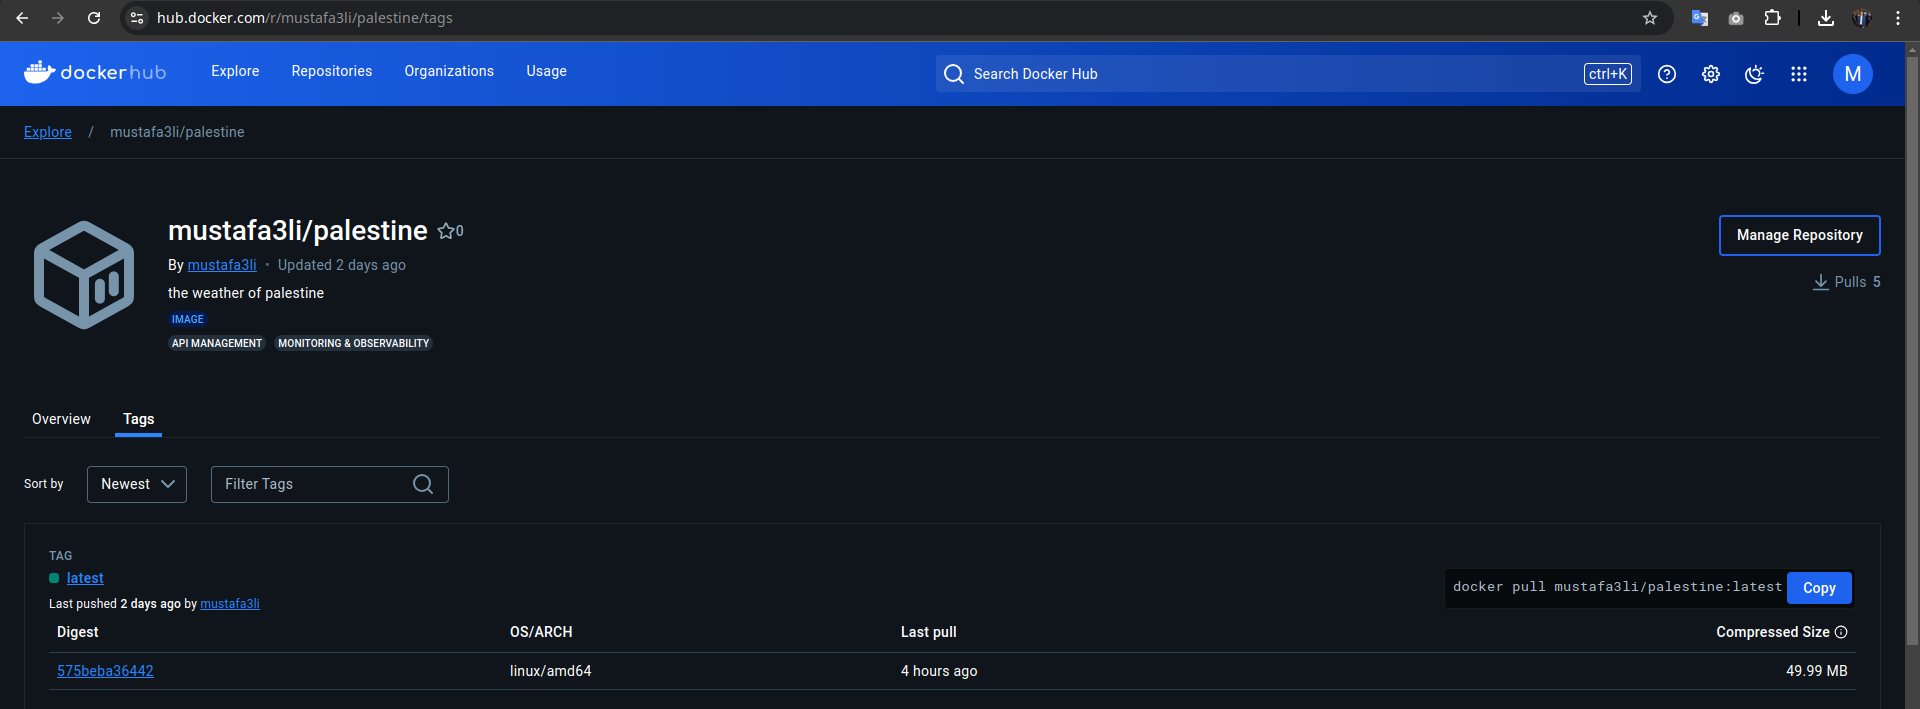 hub.docker.com/r/mustafa3li/palestine/tags
dockerhub Explore Repositories Organizations Usage Search Docker Hub ctrl+K M
Explore / mustafa3li/palestine
mustafa3li/palestine 0
Manage Repository
By mustafa3li • Updated 2 days ago
Pulls 5
the weather of palestine
IMAGE
API MANAGEMENT MONITORING & OBSERVABILITY
Overview Tags
Sort by Newest Filter Tags
TAG
latest
docker pull mustafa3li/palestine:latest Copy
Last pushed 2 days ago by mustafa3li
Digest OS/ARCH Last pull Compressed Size
575beba36442 linux/amd64 4 hours ago 49.99 MB